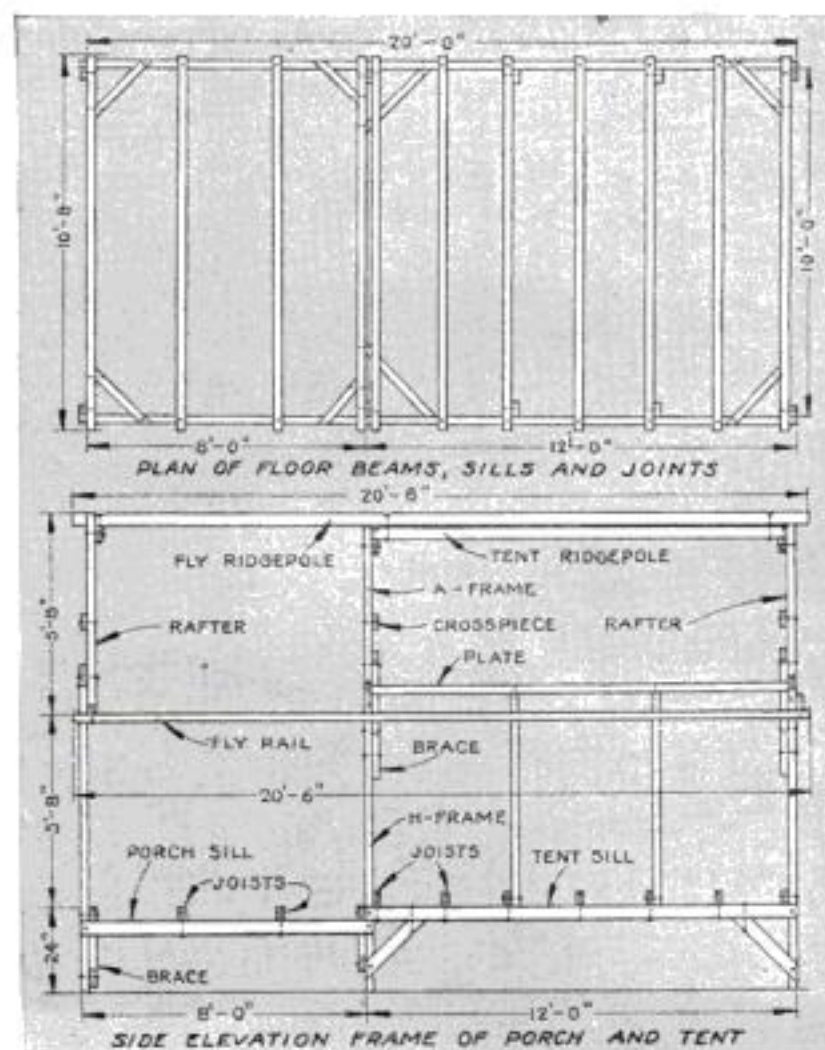 20'-0"
10'-8"
10'-0"
8'-0"
12'-0"
PLAN OF FLOOR BEAMS, SILLS AND JOINTS
20'-6"
FLY RIDGEPOLE
TENT RIDGEPOLE
A-FRAME
5'-8"
RAFTER
CROSSPIECE
RAFTER
PLATE
FLY RAIL
BRACE
20'-6"
5'-8"
H-FRAME
PORCH SILL
JOISTS
JOISTS
TENT SILL
24"
BRACE
8'-0"
12'-0"
SIDE ELEVATION FRAME OF PORCH AND TENT